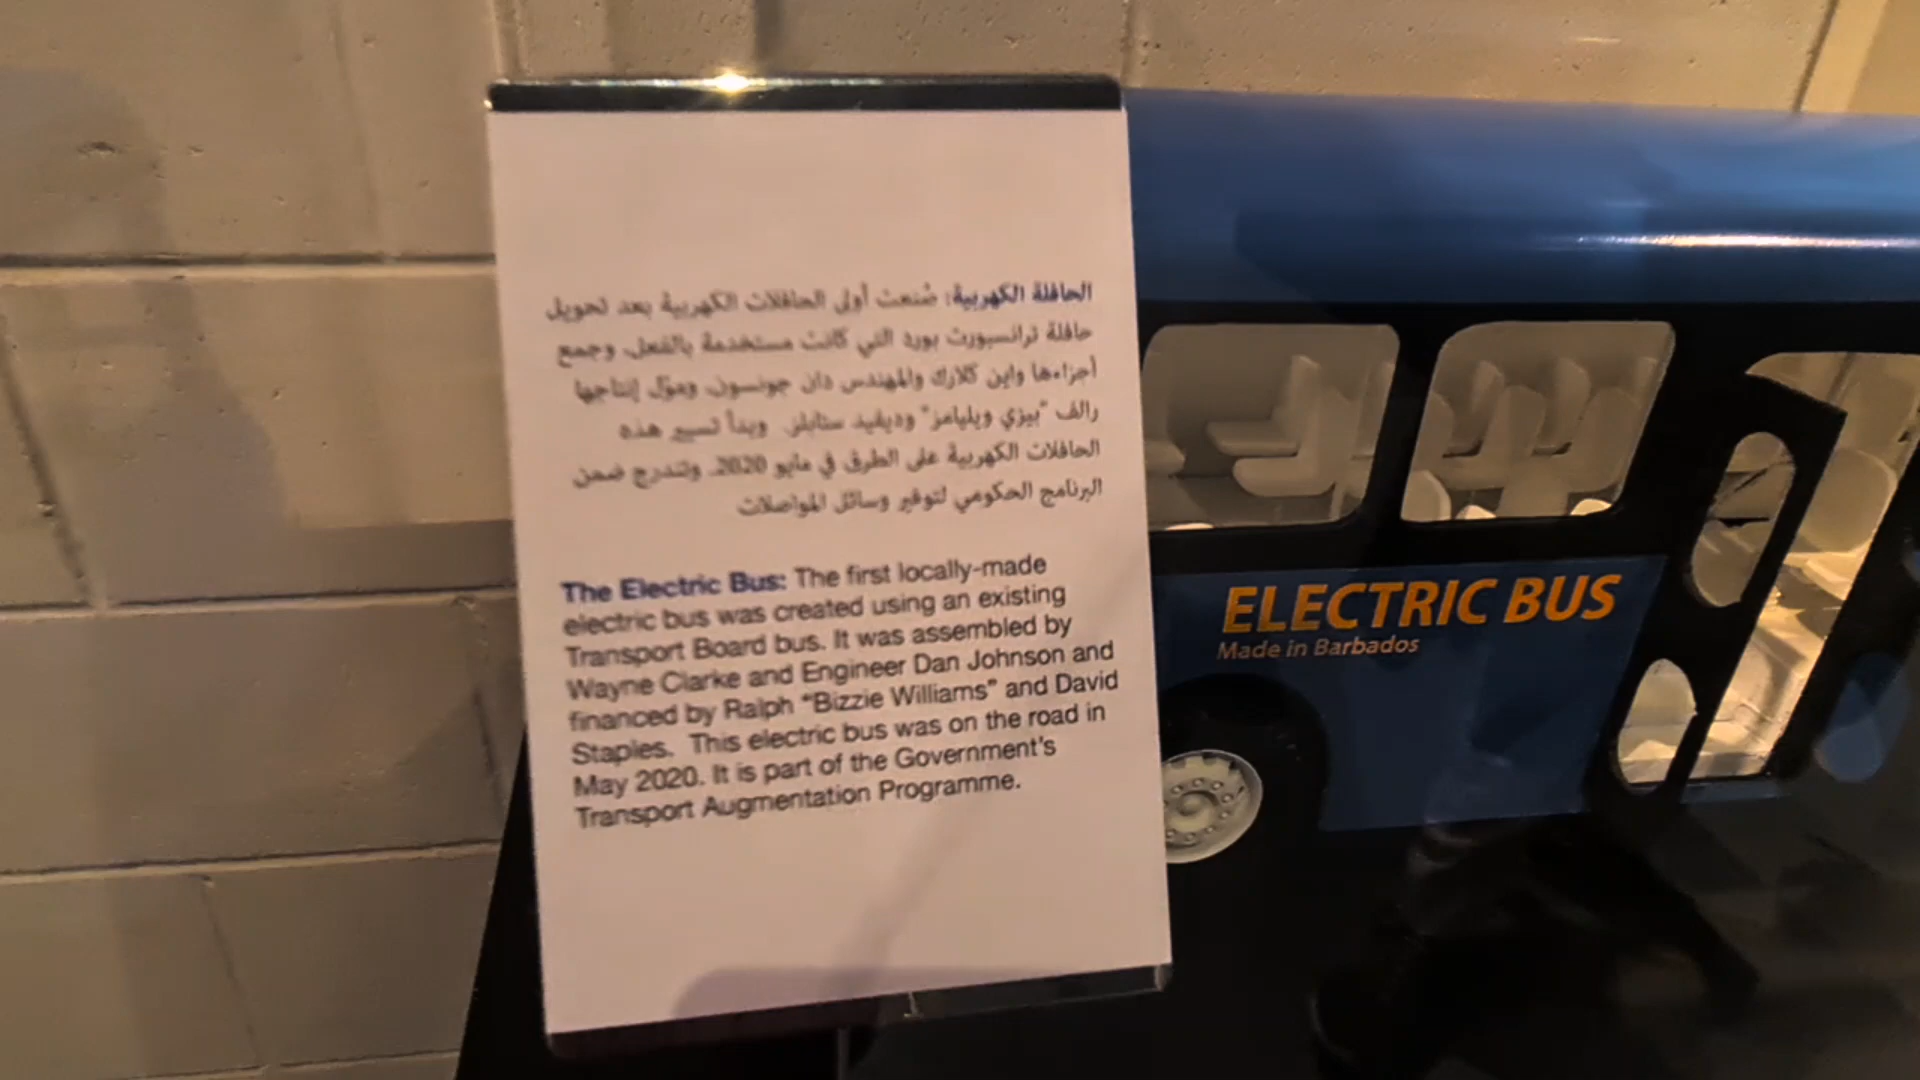 الحافلة الكهربية: صُنعت أولى الحافلات الكهربية بعد تحويل
حافلة ترانسبورت بورد التي كانت مستخدمة بالفعل، وجمع
أجزاءها واين كلارك والمهندس دان جونسون، وموّل إنتاجها
رالف "بيزي ويليامز" وديفيد ستابلز. وبدأ تسيير هذه
الحافلات الكهربية على الطرق في مايو 2020. وتندرج ضمن
البرنامج الحكومي لتوفير وسائل المواصلات
The Electric Bus: The first locally-made
electric bus was created using an existing
Transport Board bus. It was assembled by
Wayne Clarke and Engineer Dan Johnson and
financed by Ralph "Bizzie Williams" and David
Staples. This electric bus was on the road in
May 2020. It is part of the Government's
Transport Augmentation Programme.
ELECTRIC BUS
Made in Barbados